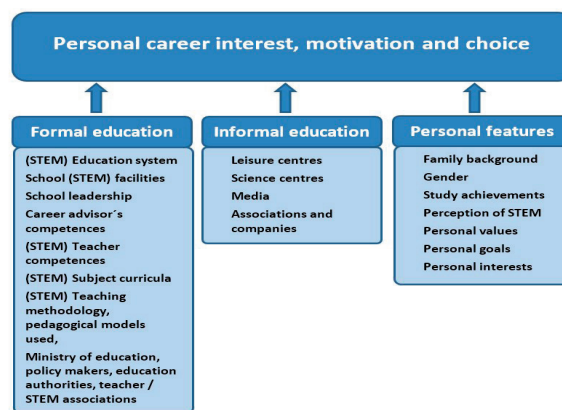 Personal career interest, motivation and choice
Formal education
(STEM) Education system
School (STEM) facilities
School leadership
Career advisor´s
competences
(STEM) Teacher
competences
(STEM) Subject curricula
(STEM) Teaching
methodology,
pedagogical models
used,
Ministry of education,
policy makers, education
authorities, teacher /
STEM associations
Informal education
Leisure centres
Science centres
Media
Associations and
companies
Personal features
Family background
Gender
Study achievements
Perception of STEM
Personal values
Personal goals
Personal interests